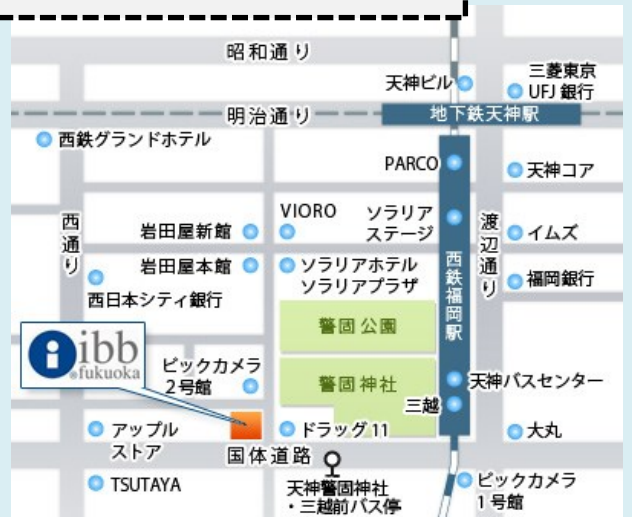 昭和通り
天神ビル
三菱東京
UFJ 銀行
明治通り
地下鉄天神駅
西鉄グランドホテル
PARCO
天神コア
西通り
VIORO
ソラリア
ステージ
渡辺通り
岩田屋新館
イムズ
岩田屋本館
ソラリアホテル
ソラリアプラザ
西鉄福岡駅
福岡銀行
西日本シティ銀行
警固公園
i ibb
fukuoka
ビックカメラ
2号館
警固神社
天神バスセンター
三越
アップル
ストア
ドラッグ11
大丸
国体道路
TSUTAYA
天神警固神社
・三越前バス停
ビックカメラ
1号館